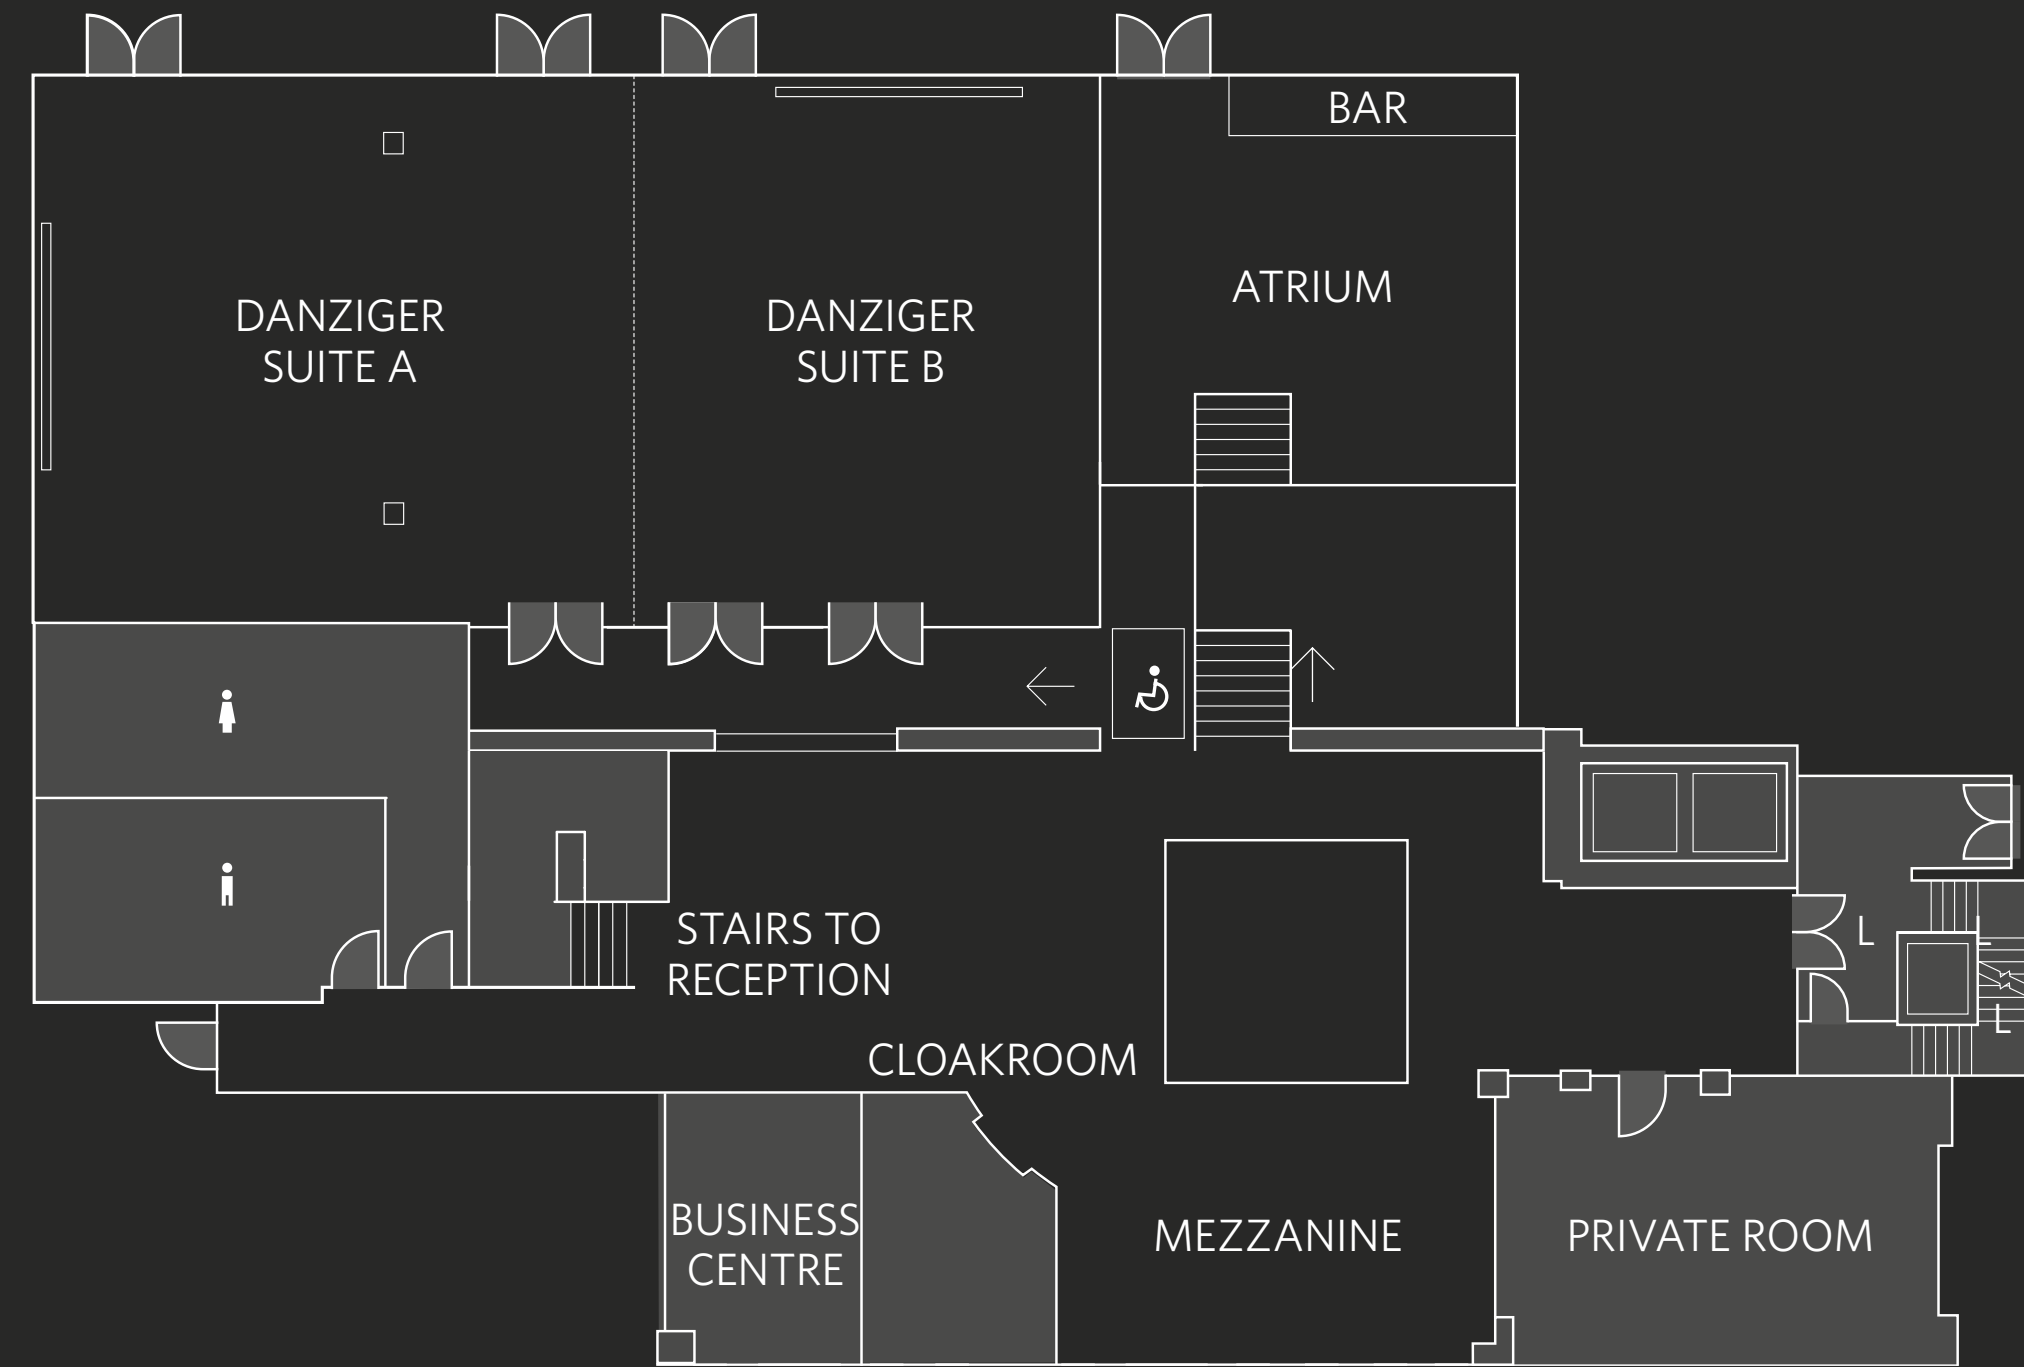 BAR
ATRIUM
DANZIGER
SUITE A
DANZIGER
SUITE B
STAIRS TO
RECEPTION
L
L
L
CLOAKROOM
BUSINESS
CENTRE
MEZZANINE
PRIVATE ROOM